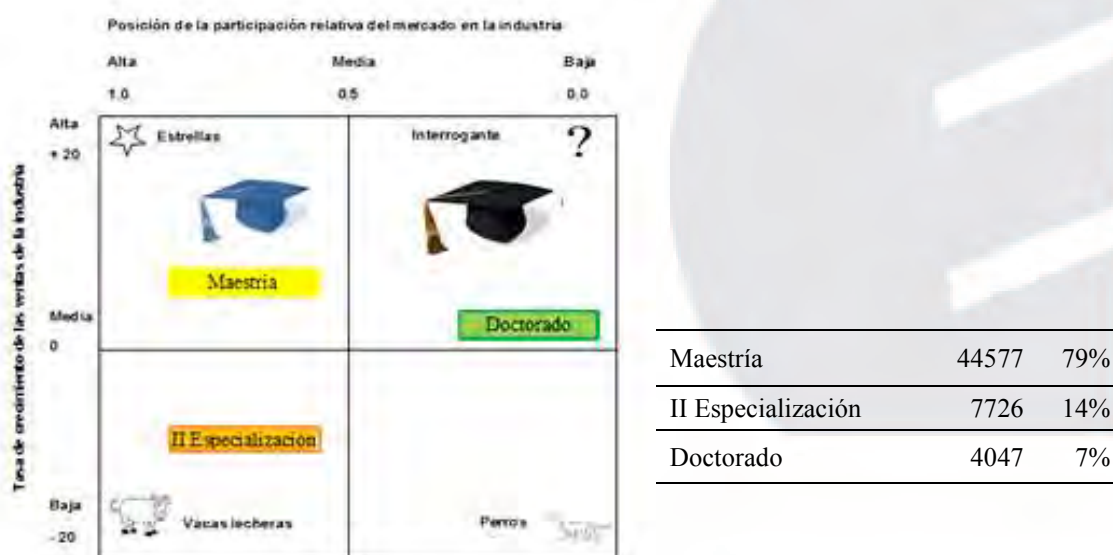 Posición de la participación relativa del mercado en la industria
Alta Media Baja
1.0 0.5 0.0
Alta
+ 20
Estrellas
Interrogante ?
Tasa de crecimiento de las ventas de la industria
Maestría
Media
0
Doctorado
II Especialización
Baja
- 20
Vacas lecheras
Perros
Maestría 44577 79%
II Especialización 7726 14%
Doctorado 4047 7%